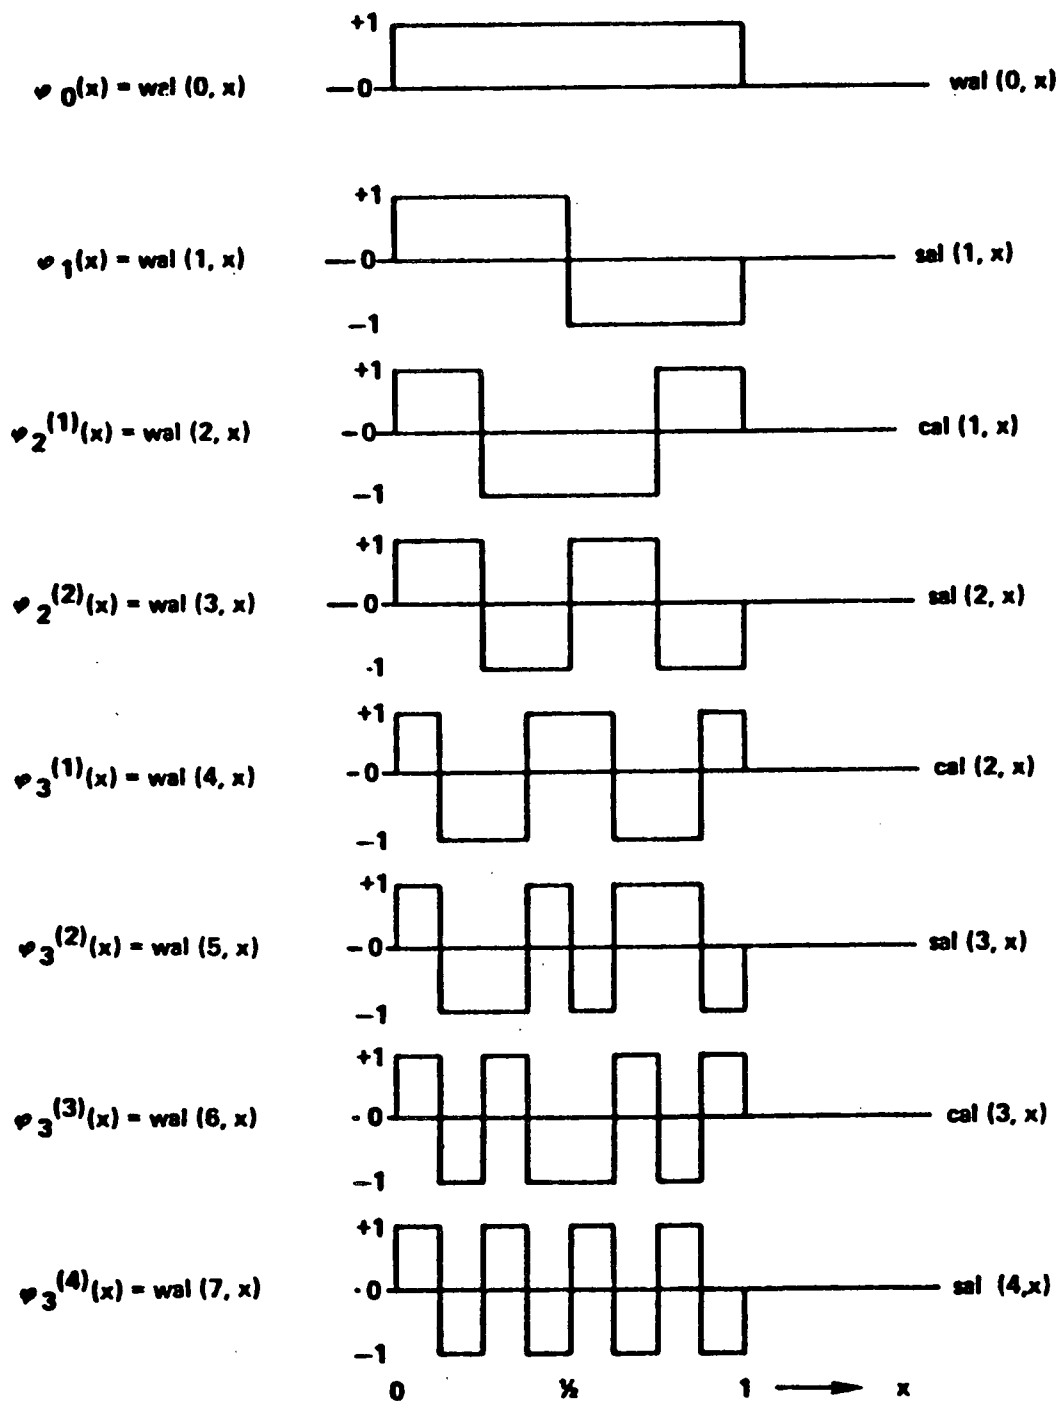 +1
φ0(x) = wal (0, x) —0— wal (0, x)
+1
φ1(x) = wal (1, x) —0— sal (1, x)
−1
+1
φ2(1)(x) = wal (2, x) -0— cal (1, x)
−1
+1
φ2(2)(x) = wal (3, x) —0— sal (2, x)
-1
+1
φ3(1)(x) = wal (4, x) -0— cal (2, x)
−1
+1
φ3(2)(x) = wal (5, x) -0— sal (3, x)
−1
+1
φ3(3)(x) = wal (6, x) -0— cal (3, x)
−1
+1
φ3(4)(x) = wal (7, x) -0— sal (4,x)
−1
0 ½ 1 → x